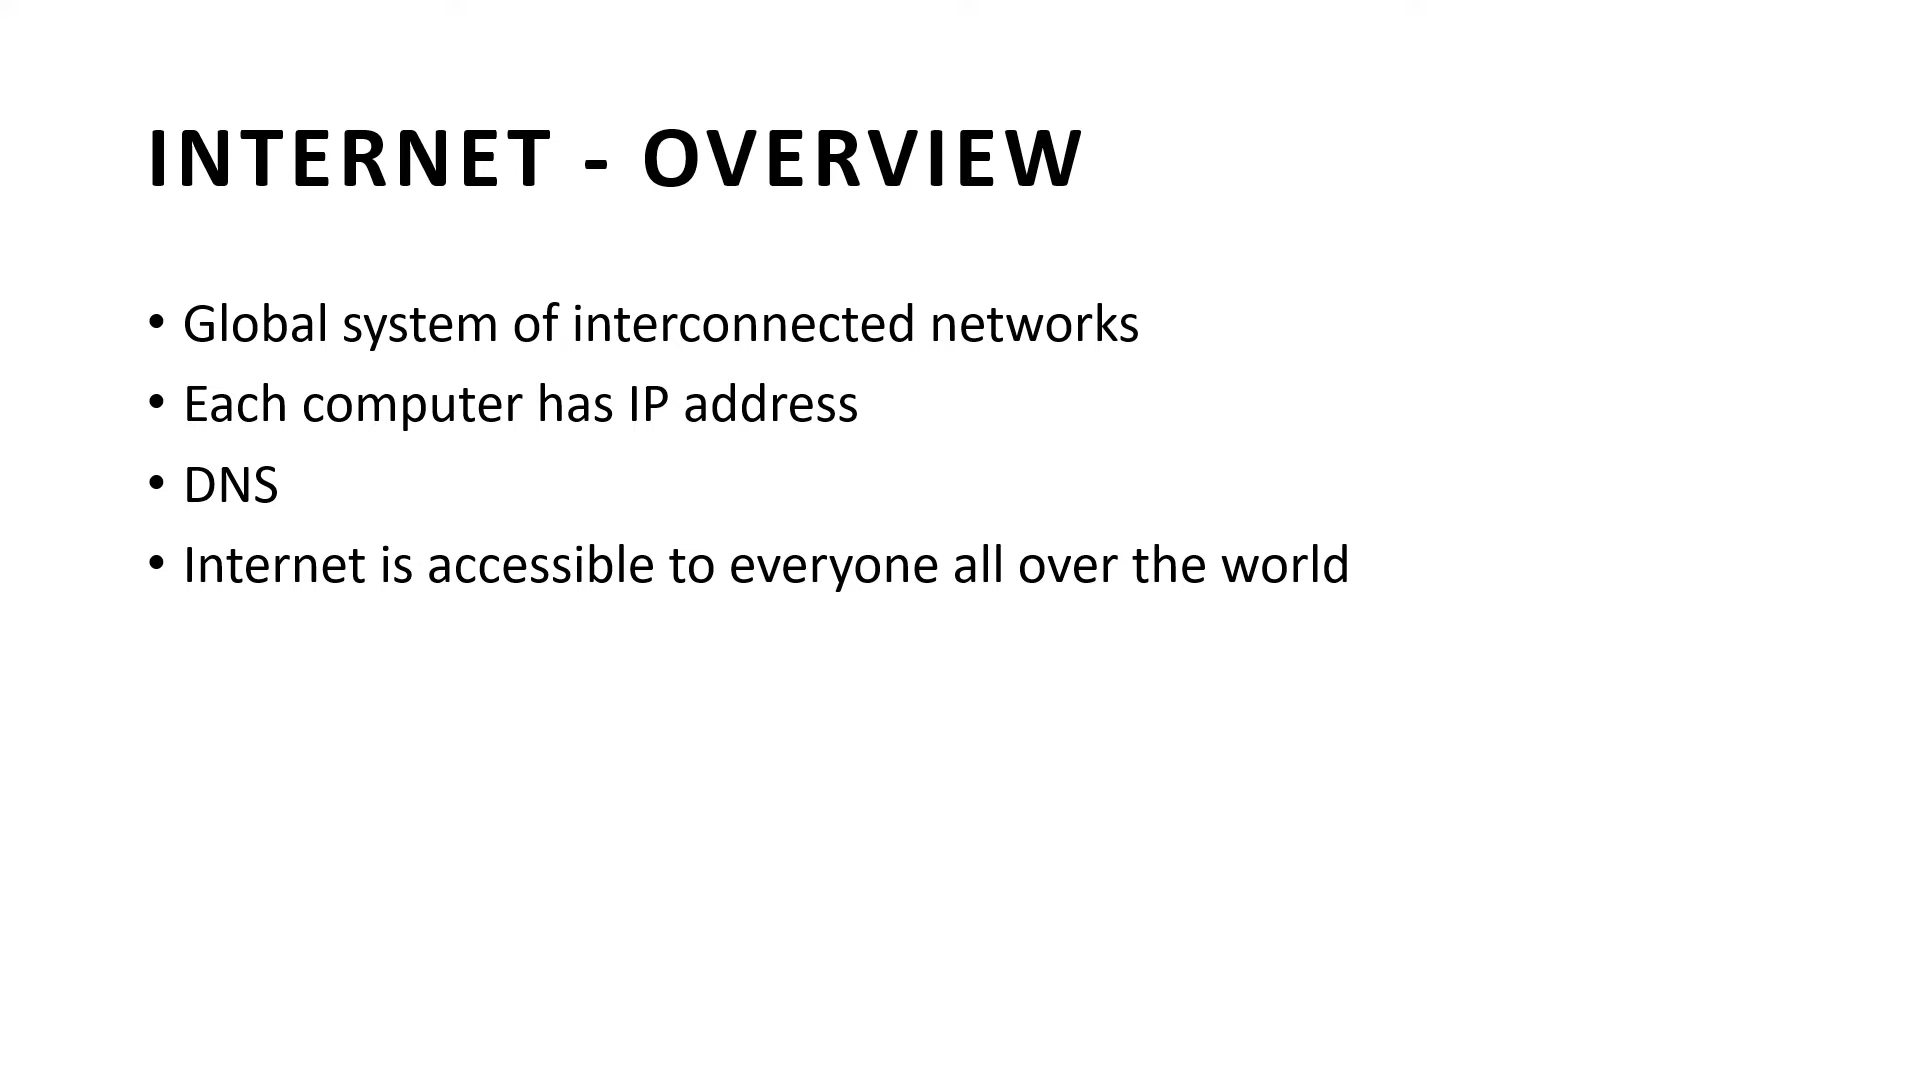 INTERNET - OVERVIEW
• Global system of interconnected networks
• Each computer has IP address
• DNS
• Internet is accessible to everyone all over the world